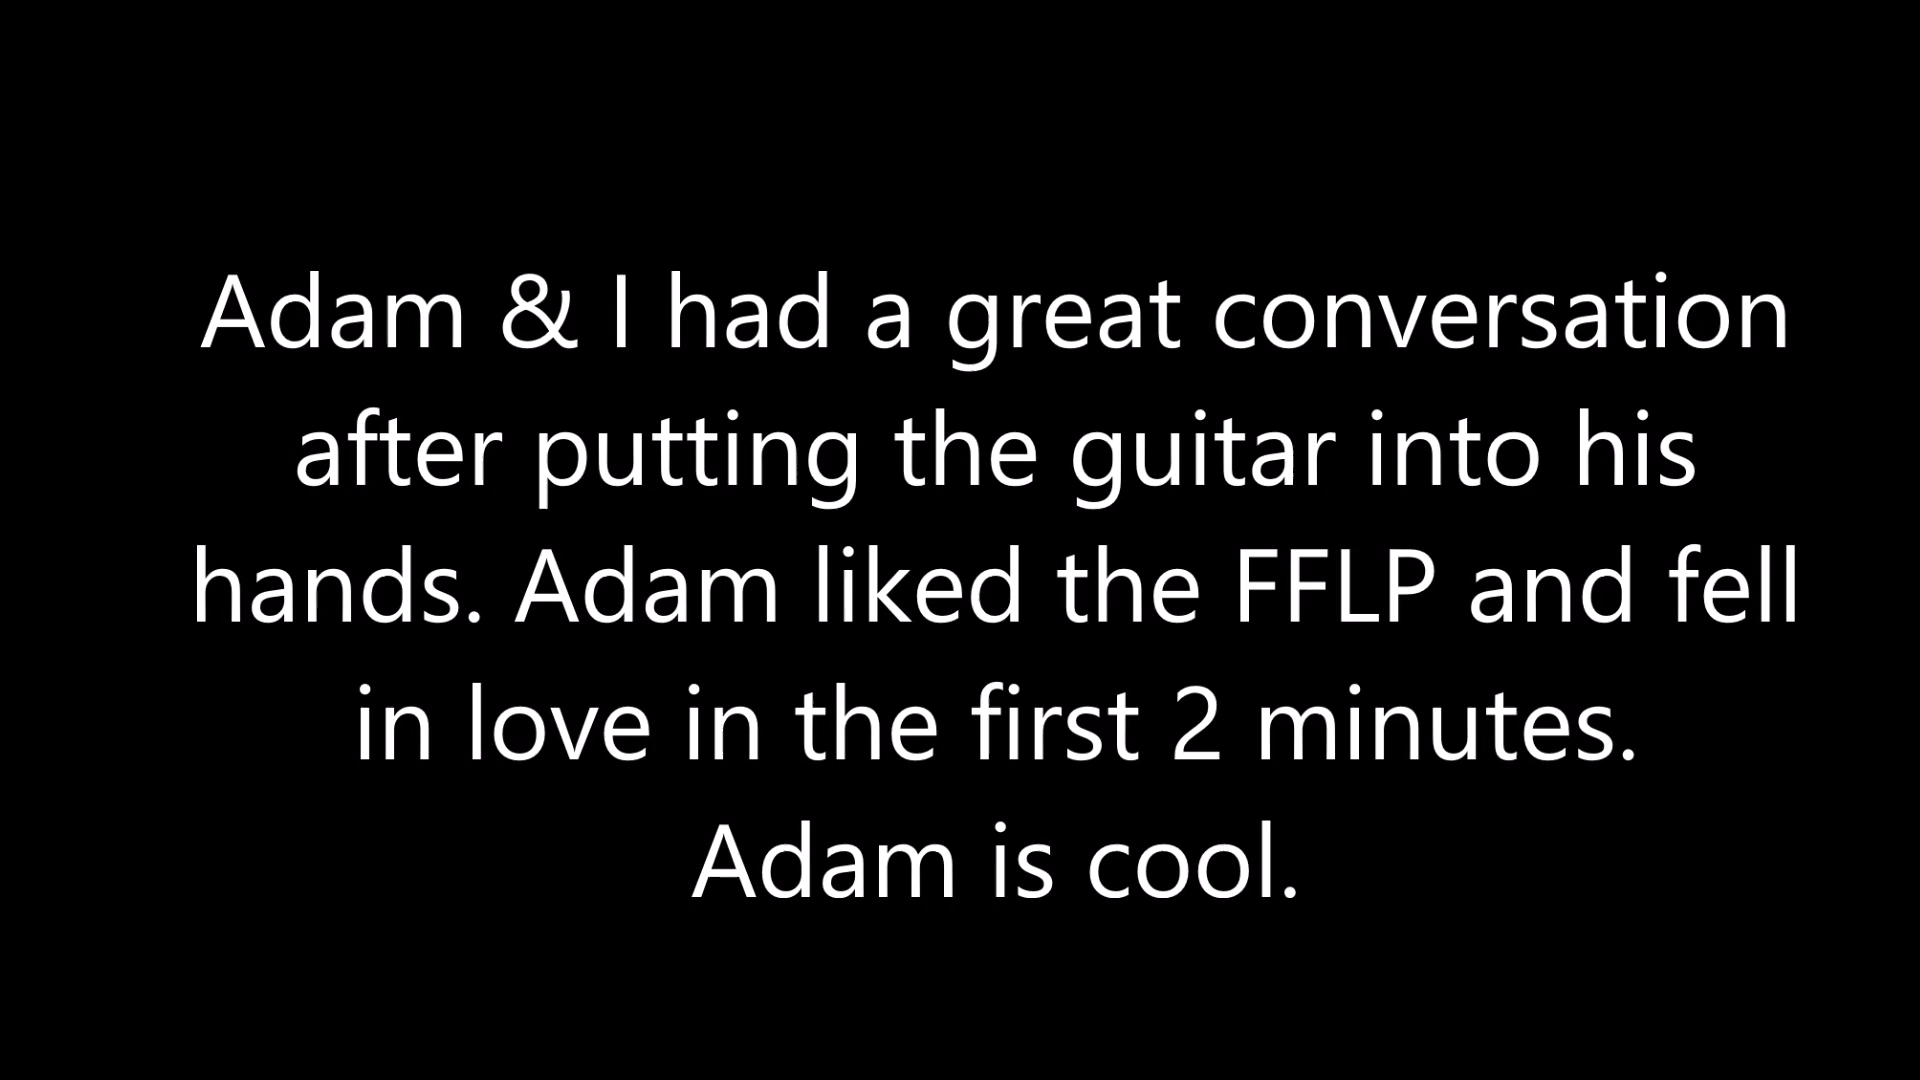 Adam & I had a great conversation
after putting the guitar into his
hands. Adam liked the FFLP and fell
in love in the first 2 minutes.
Adam is cool.